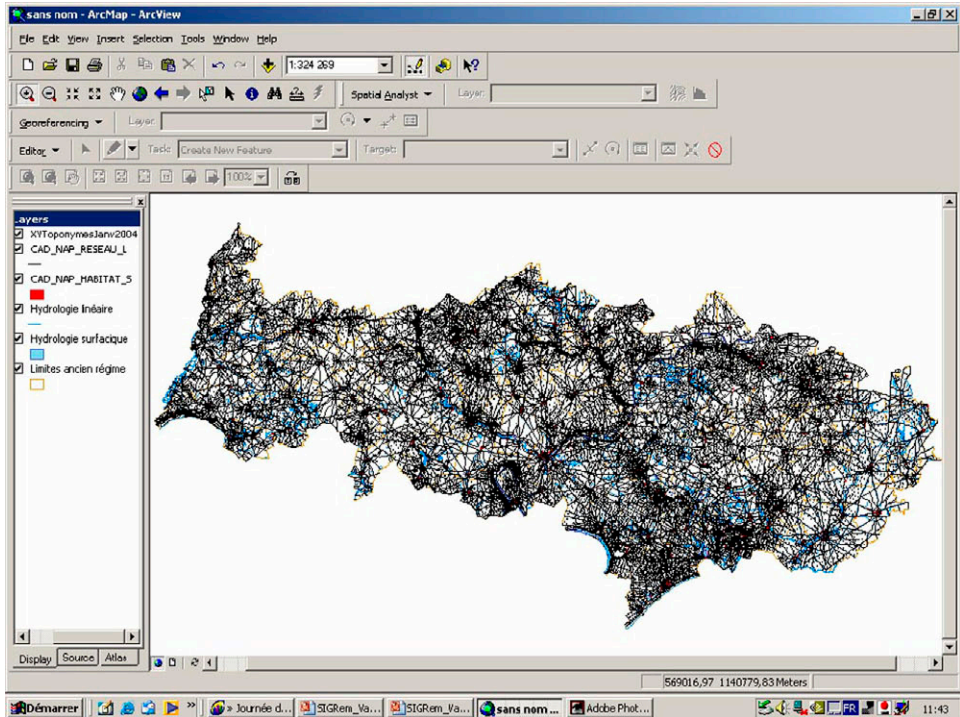 sans nom - ArcMap - ArcView
File Edit View Insert Selection Tools Window Help
1:324 269
Spatial Analyst Layer:
Georeferencing Layer:
Editor Task: Create New Feature Target:
100%
Layers
XYToponymesJanv2004
CAD_NAP_RESEAU_L
CAD_NAP_HABITAT_S
Hydrologie linéaire
Hydrologie surfacique
Limites ancien régime
Display Source Atlas
569016,97 1140779,83 Meters
Démarrer » » Journée d... SIGRem_Va... SIGRem_Va... sans nom ... Adobe Phot... FR 11:43